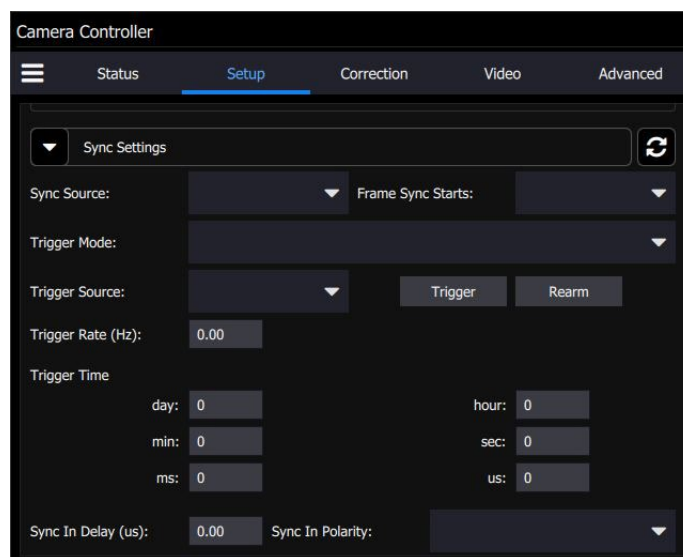 Camera Controller
Status Setup Correction Video Advanced
Sync Settings
Sync Source: Frame Sync Starts:
Trigger Mode:
Trigger Source: Trigger Rearm
Trigger Rate (Hz): 0.00
Trigger Time
day: 0 hour: 0
min: 0 sec: 0
ms: 0 us: 0
Sync In Delay (us): 0.00 Sync In Polarity: